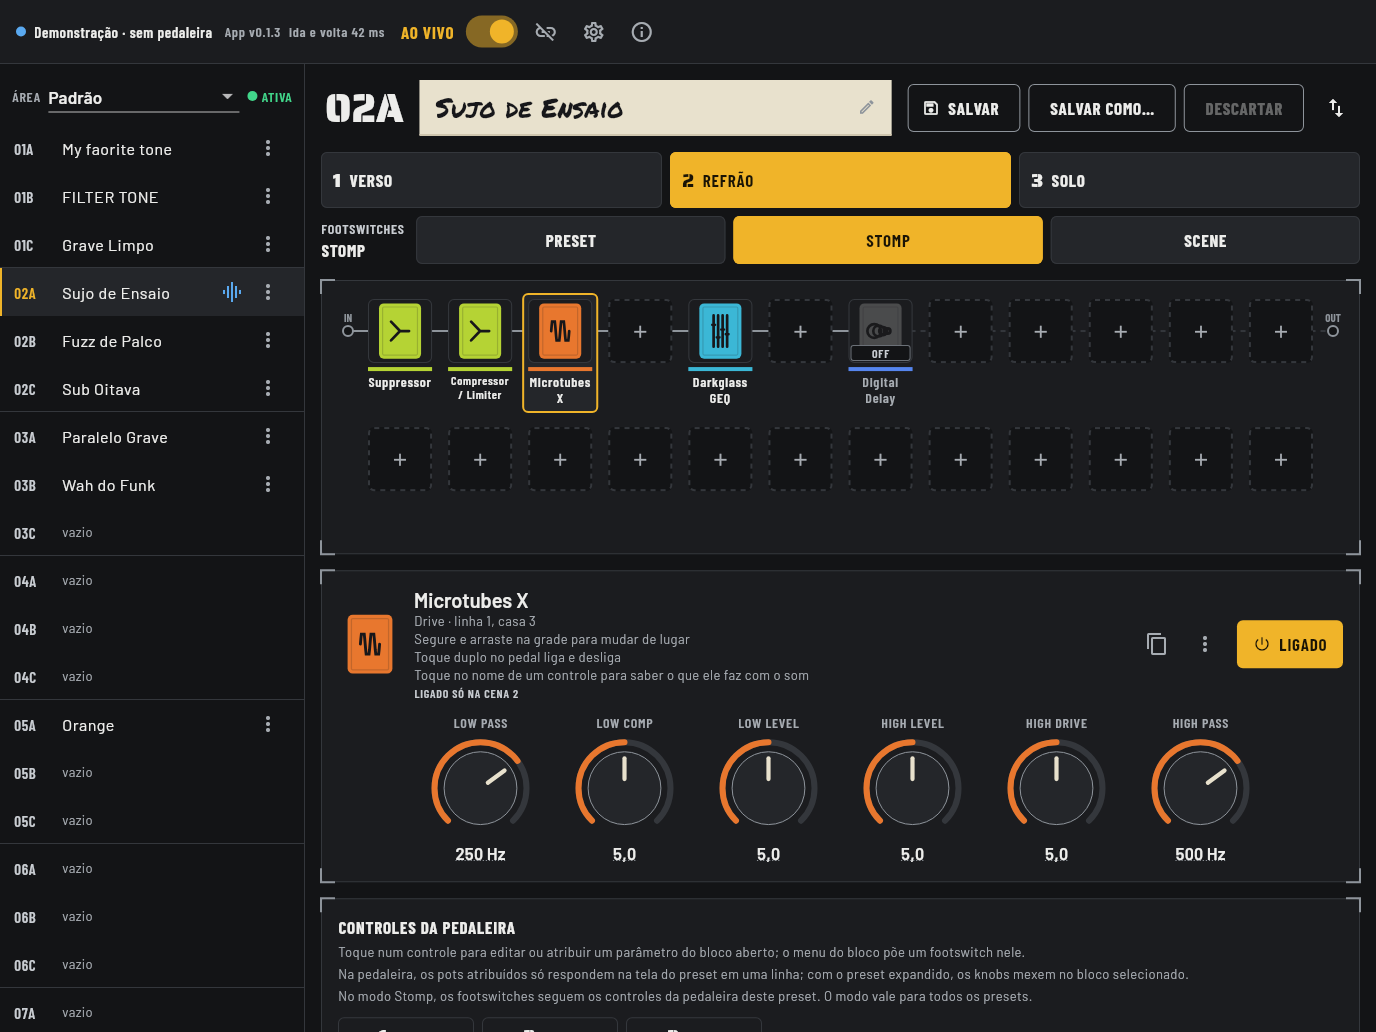 Demonstração · sem pedaleira App v0.1.3 Ida e volta 42 ms AO VIVO
ÁREA Padrão ATIVA
01A My faorite tone
01B FILTER TONE
01C Grave Limpo
02A Sujo de Ensaio
02B Fuzz de Palco
02C Sub Oitava
03A Paralelo Grave
03B Wah do Funk
03C vazio
04A vazio
04B vazio
04C vazio
05A Orange
05B vazio
05C vazio
06A vazio
06B vazio
06C vazio
07A vazio
02A Sujo de Ensaio SALVAR SALVAR COMO... DESCARTAR
1 VERSO 2 REFRÃO 3 SOLO
FOOTSWITCHES
STOMP PRESET STOMP SCENE
IN OUT
OFF
Suppressor Compressor / Limiter Microtubes X Darkglass GEQ Digital Delay
Microtubes X
Drive · linha 1, casa 3
Segure e arraste na grade para mudar de lugar
Toque duplo no pedal liga e desliga
Toque no nome de um controle para saber o que ele faz com o som
LIGADO SÓ NA CENA 2
LIGADO
LOW PASS LOW COMP LOW LEVEL HIGH LEVEL HIGH DRIVE HIGH PASS
250 Hz 5,0 5,0 5,0 5,0 500 Hz
CONTROLES DA PEDALEIRA
Toque num controle para editar ou atribuir um parâmetro do bloco aberto; o menu do bloco põe um footswitch nele.
Na pedaleira, os pots atribuídos só respondem na tela do preset em uma linha; com o preset expandido, os knobs mexem no bloco selecionado.
No modo Stomp, os footswitches seguem os controles da pedaleira deste preset. O modo vale para todos os presets.